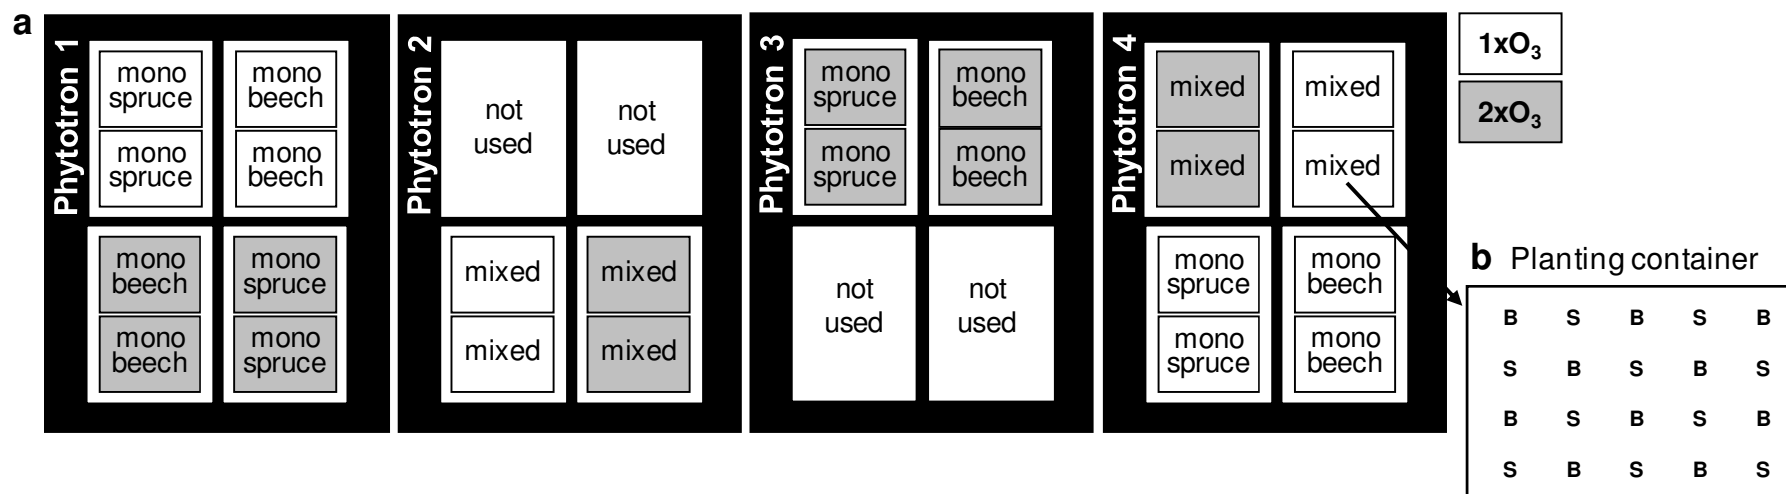 a
Phytotron 1
mono
spruce
mono
beech
mono
spruce
mono
beech
mono
beech
mono
spruce
mono
beech
mono
spruce
Phytotron 2
not
used
not
used
mixed
mixed
mixed
mixed
Phytotron 3
mono
spruce
mono
beech
mono
spruce
mono
beech
not
used
not
used
Phytotron 4
mixed
mixed
mixed
mixed
mono
spruce
mono
beech
mono
spruce
mono
beech
1xO₃
2xO₃
b Planting container
B S B S B
S B S B S
B S B S B
S B S B S